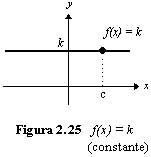 y
f(x) = k
k
x
c
Figura 2.25 f(x) = k
(constante)